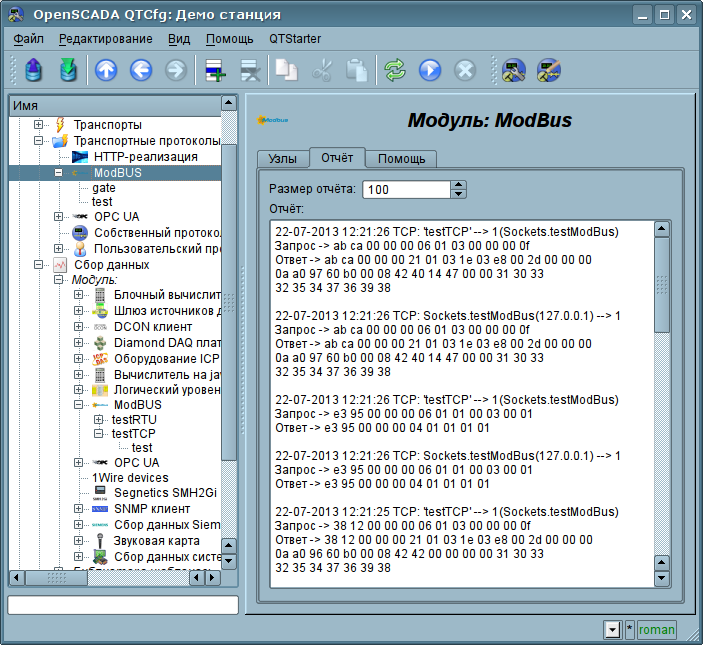 OpenSCADA QTCfg: Демо станция
Файл Редактирование Вид Помощь QTStarter
Имя
Транспорты
Транспортные протоколы
HTTP-реализация
ModBUS
gate
test
OPC UA
Собственный протоко.
Пользовательский пр
Сбор данных
Модуль:
Блочный вычислит
Шлюз источников д
DCON клиент
Diamond DAQ плат
Оборудование ICP
Вычислитель на jav
Логический уровен
ModBUS
testRTU
testTCP
test
OPC UA
1Wire devices
Segnetics SMH2Gi
SNMP клиент
Сбор данных Siem
Звуковая карта
Сбор данных систе
Modbus
Модуль: ModBus
Узлы Отчёт Помощь
Размер отчёта: 100
Отчёт:
22-07-2013 12:21:26 TCP: 'testTCP' --> 1(Sockets.testModBus)
Запрос -> ab ca 00 00 00 06 01 03 00 00 00 0f
Ответ -> ab ca 00 00 00 21 01 03 1e 03 e8 00 2d 00 00 00
0a a0 97 60 b0 00 08 42 40 14 47 00 00 31 30 33
32 35 34 37 36 39 38
22-07-2013 12:21:26 TCP: Sockets.testModBus(127.0.0.1) --> 1
Запрос -> ab ca 00 00 00 06 01 03 00 00 00 0f
Ответ -> ab ca 00 00 00 21 01 03 1e 03 e8 00 2d 00 00 00
0a a0 97 60 b0 00 08 42 40 14 47 00 00 31 30 33
32 35 34 37 36 39 38
22-07-2013 12:21:26 TCP: 'testTCP' --> 1(Sockets.testModBus)
Запрос -> e3 95 00 00 00 06 01 01 00 03 00 01
Ответ -> e3 95 00 00 00 04 01 01 01 01
22-07-2013 12:21:26 TCP: Sockets.testModBus(127.0.0.1) --> 1
Запрос -> e3 95 00 00 00 06 01 01 00 03 00 01
Ответ -> e3 95 00 00 00 04 01 01 01 01
22-07-2013 12:21:25 TCP: 'testTCP' --> 1(Sockets.testModBus)
Запрос -> 38 12 00 00 00 06 01 03 00 00 00 0f
Ответ -> 38 12 00 00 00 21 01 03 1e 03 e8 00 2d 00 00 00
0a a0 96 60 b0 00 08 42 42 00 00 00 00 31 30 33
32 35 34 37 36 39 38
* roman